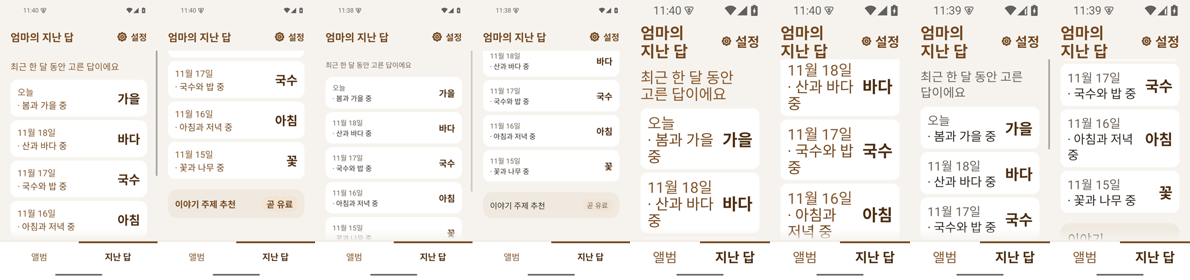 11:40
엄마의 지난 답
설정
최근 한 달 동안 고른 답이에요
오늘
· 봄과 가을 중
가을
11월 18일
· 산과 바다 중
바다
11월 17일
· 국수와 밥 중
국수
11월 16일
· 아침과 저녁 중
아침
앨범
지난 답
11:40
엄마의 지난 답
설정
11월 17일
· 국수와 밥 중
국수
11월 16일
· 아침과 저녁 중
아침
11월 15일
· 꽃과 나무 중
꽃
이야기 주제 추천
곧 유료
앨범
지난 답
11:38
엄마의 지난 답
설정
최근 한 달 동안 고른 답이에요
오늘
· 봄과 가을 중
가을
11월 18일
· 산과 바다 중
바다
11월 17일
· 국수와 밥 중
국수
11월 16일
· 아침과 저녁 중
아침
11월 15일
· 꽃과 나무 중
꽃
앨범
지난 답
11:38
엄마의 지난 답
설정
11월 18일
· 산과 바다 중
바다
11월 17일
· 국수와 밥 중
국수
11월 16일
· 아침과 저녁 중
아침
11월 15일
· 꽃과 나무 중
꽃
이야기 주제 추천
곧 유료
앨범
지난 답
11:40
엄마의
지난 답
설정
최근 한 달 동안
고른 답이에요
오늘
· 봄과 가을
중
가을
11월 18일
· 산과 바다
중
바다
앨범
지난 답
11:40
엄마의
지난 답
설정
11월 18일
· 산과 바다
중
바다
11월 17일
· 국수와 밥
중
국수
11월 16일
· 아침과
저녁 중
아침
앨범
지난 답
11:39
엄마의
지난 답
설정
최근 한 달 동안 고른
답이에요
오늘
· 봄과 가을 중
가을
11월 18일
· 산과 바다 중
바다
11월 17일
· 국수와 밥 중
국수
앨범
지난 답
11:39
엄마의
지난 답
설정
11월 17일
· 국수와 밥 중
국수
11월 16일
· 아침과 저녁
중
아침
11월 15일
· 꽃과 나무 중
꽃
이야기
앨범
지난 답